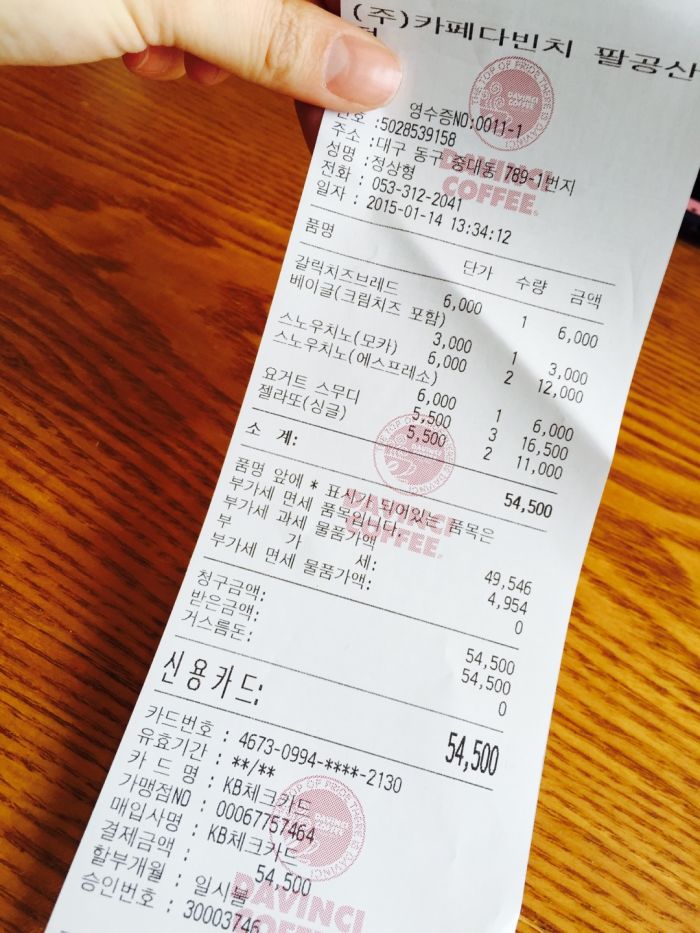 (주)카페다빈치 팔공산
점
영수증NO:0011-1
번호 :5028539158
주소 :대구 동구 중대동 789-1번지
성명 :정상형
전화 : 053-312-2041
일자 : 2015-01-14 13:34:12
품명 단가 수량 금액
갈릭치즈브레드
6,000 1 6,000
베이글(크림치즈 포함)
3,000 1 3,000
스노우치노(모카)
6,000 2 12,000
스노우치노(에스프레소)
6,000 1 6,000
요거트 스무디
5,500 3 16,500
젤라또(싱글)
5,500 2 11,000
소 계: 54,500
품명 앞에 * 표시가 되어있는 품목은
부가세 면세 품목입니다.
부가세 과세 물품가액 49,546
부 가 세: 4,954
부가세 면세 물품가액: 0
청구금액: 54,500
받은금액: 54,500
거스름돈: 0
신용카드: 54,500
카드번호 : 4673-0994-****-2130
유효기간 : **/**
카 드 명 : KB체크카드
가맹점NO : 00067757464
매입사명 : KB체크카드
결제금액 : 54,500
할부개월 : 일시불
승인번호 : 30003746
THE TOP OF PRIDE, THERE IS DAVINCI
DAVINCI
COFFEE
DAVINCI
COFFEE
DAVINCI
COFFEE
DAVINCI
COFFEE